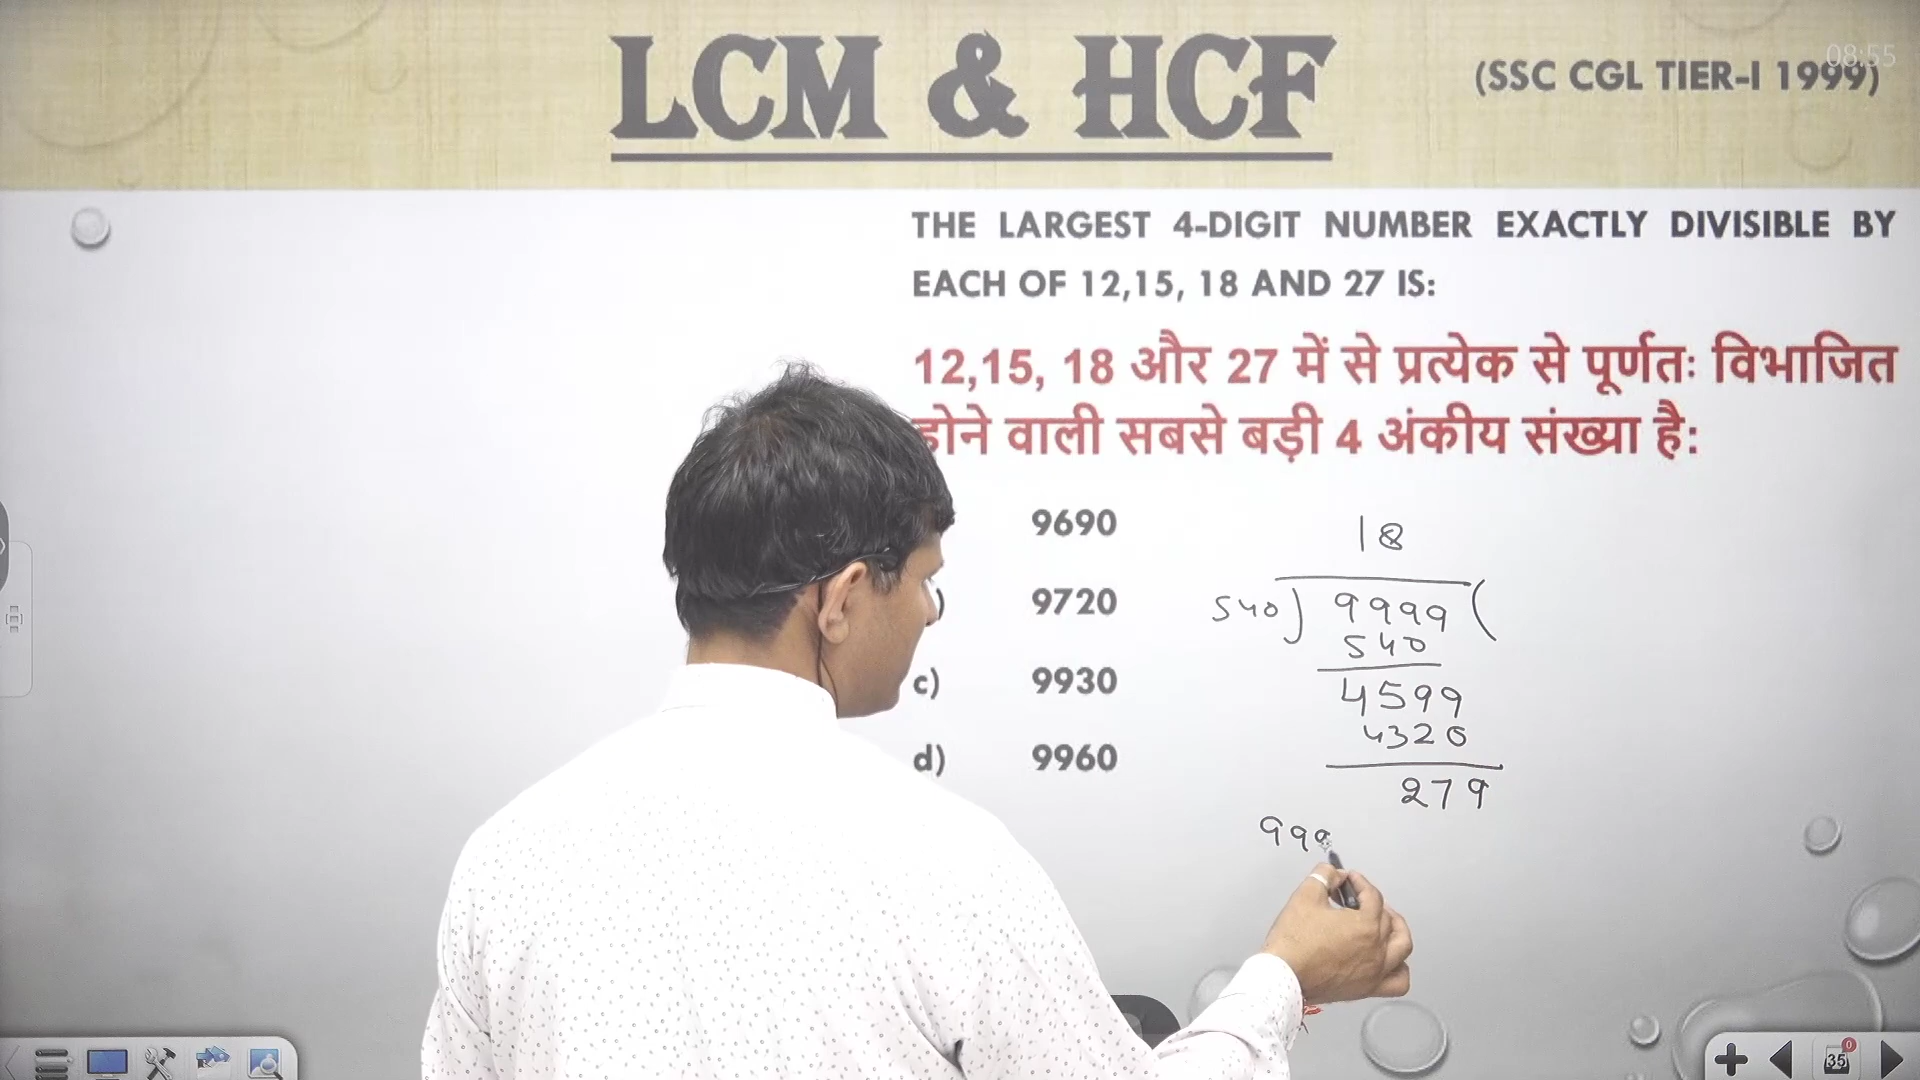 LCM & HCF
(SSC CGL TIER-I 1999)
08:55
THE LARGEST 4-DIGIT NUMBER EXACTLY DIVISIBLE BY
EACH OF 12,15, 18 AND 27 IS:
12,15, 18 और 27 में से प्रत्येक से पूर्णतः विभाजित
होने वाली सबसे बड़ी 4 अंकीय संख्या है:
9690
) 9720
c) 9930
d) 9960
18
540) 9999 (
540
4599
4320
279
999
35
0